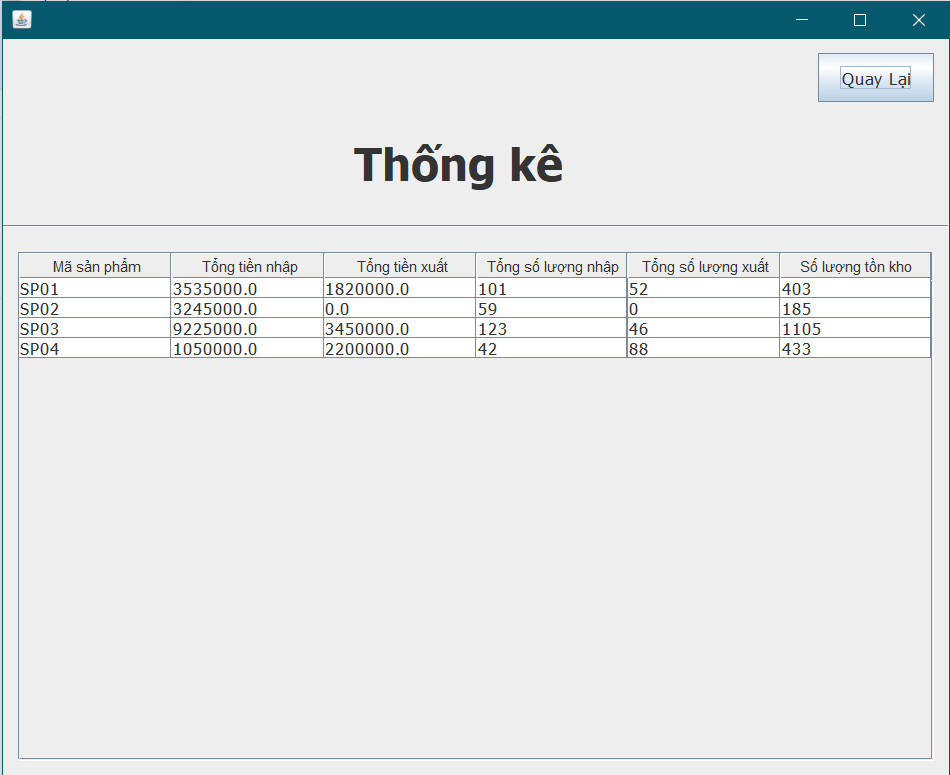 Quay Lại
Thống kê
Mã sản phẩm Tổng tiền nhập Tổng tiền xuất Tổng số lượng nhập Tổng số lượng xuất Số lượng tồn kho
SP01 3535000.0 1820000.0 101 52 403
SP02 3245000.0 0.0 59 0 185
SP03 9225000.0 3450000.0 123 46 1105
SP04 1050000.0 2200000.0 42 88 433